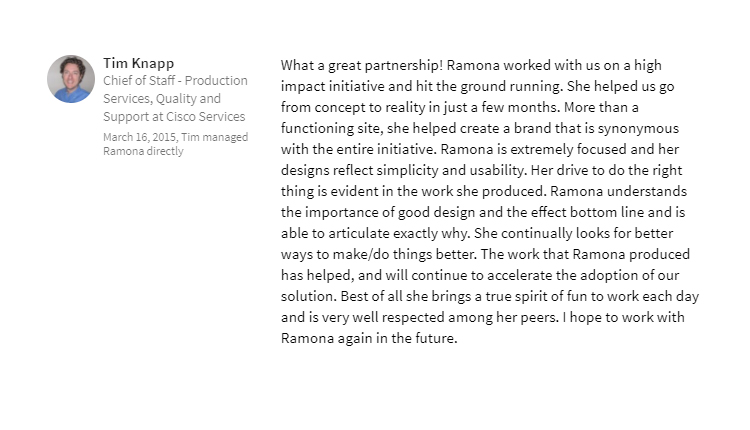 Tim Knapp
Chief of Staff - Production
Services, Quality and
Support at Cisco Services
March 16, 2015, Tim managed
Ramona directly
What a great partnership! Ramona worked with us on a high
impact initiative and hit the ground running. She helped us go
from concept to reality in just a few months. More than a
functioning site, she helped create a brand that is synonymous
with the entire initiative. Ramona is extremely focused and her
designs reflect simplicity and usability. Her drive to do the right
thing is evident in the work she produced. Ramona understands
the importance of good design and the effect bottom line and is
able to articulate exactly why. She continually looks for better
ways to make/do things better. The work that Ramona produced
has helped, and will continue to accelerate the adoption of our
solution. Best of all she brings a true spirit of fun to work each day
and is very well respected among her peers. I hope to work with
Ramona again in the future.